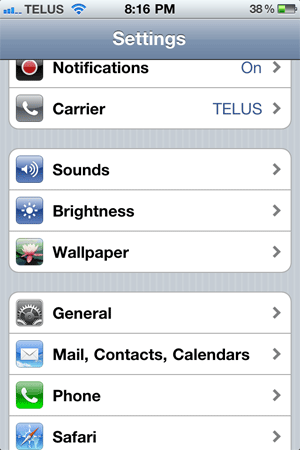 TELUS 8:16 PM 38%
Settings
Notifications On
Carrier TELUS
Sounds
Brightness
Wallpaper
General
Mail, Contacts, Calendars
Phone
Safari